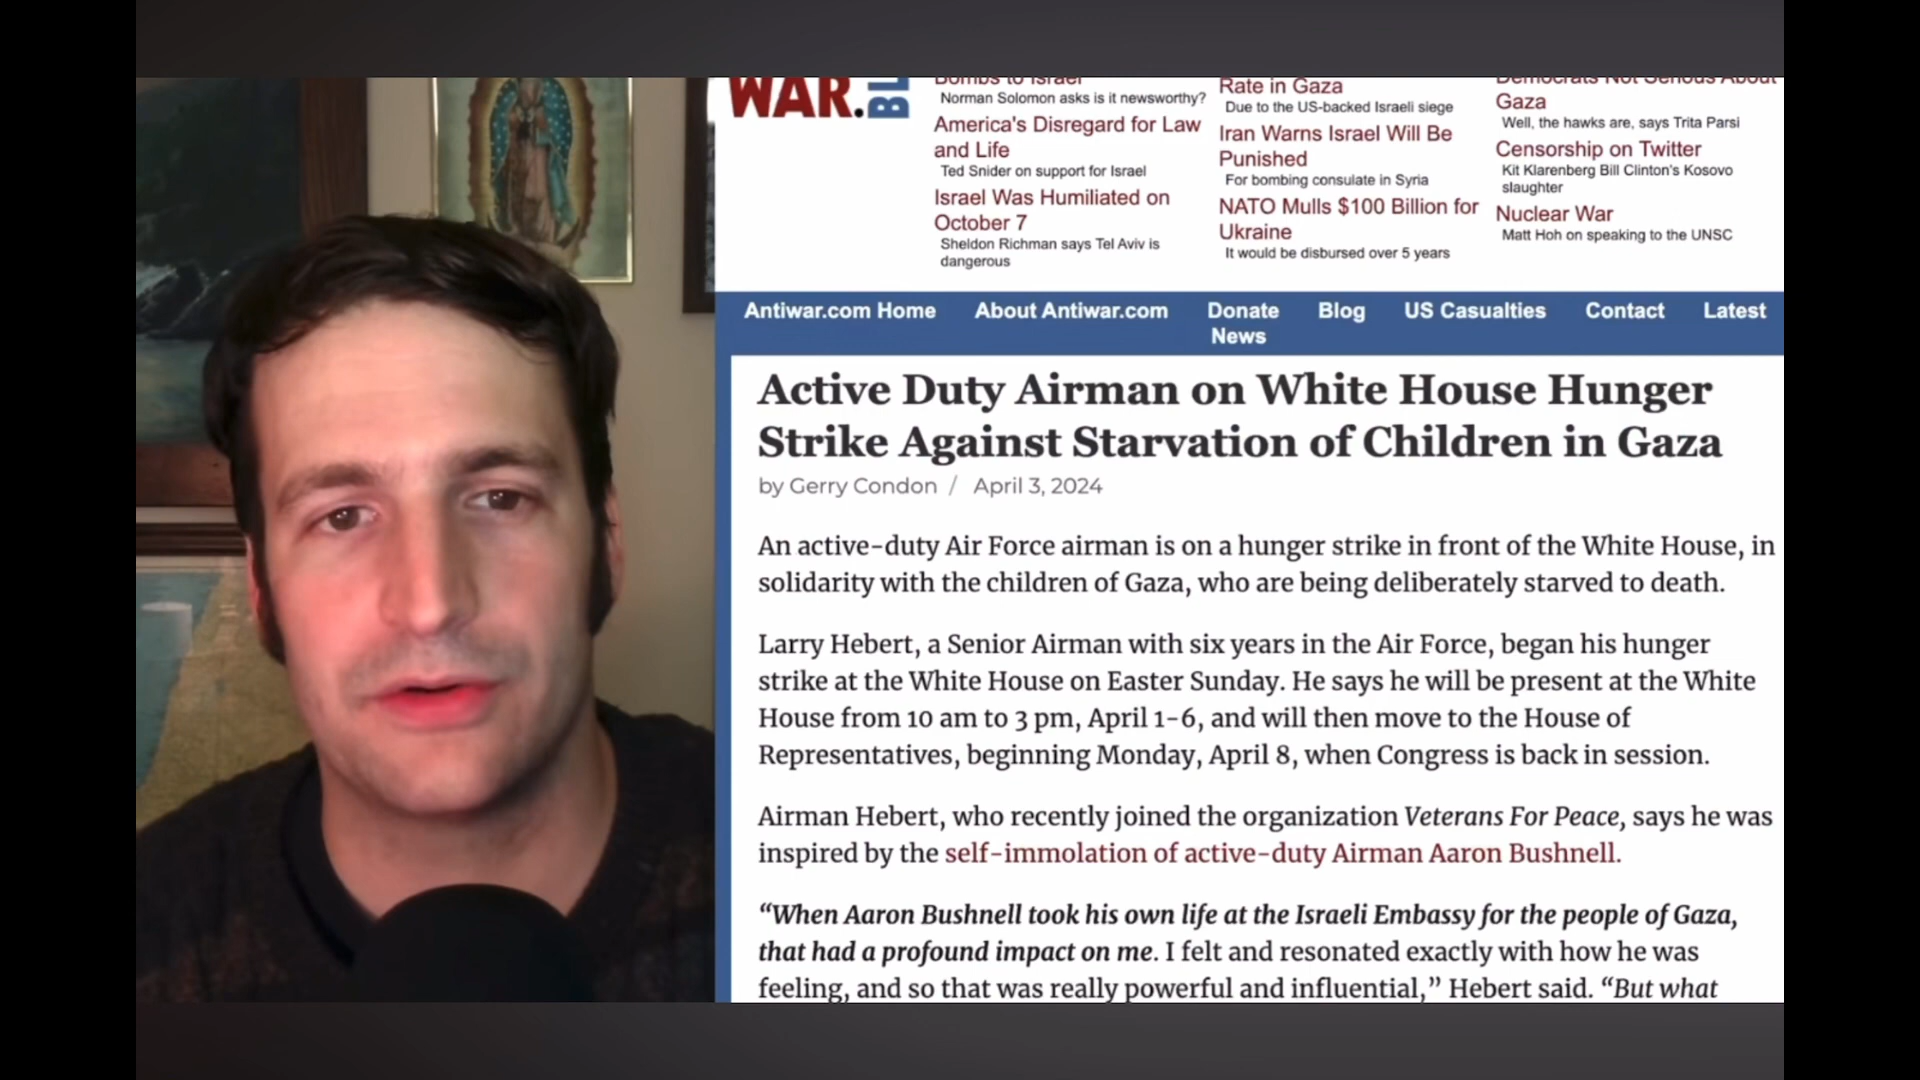 WAR.
Bombs to Israel
Norman Solomon asks is it newsworthy?
America's Disregard for Law
and Life
Ted Snider on support for Israel
Israel Was Humiliated on
October 7
Sheldon Richman says Tel Aviv is
dangerous
Rate in Gaza
Due to the US-backed Israeli siege
Iran Warns Israel Will Be
Punished
For bombing consulate in Syria
NATO Mulls $100 Billion for
Ukraine
It would be disbursed over 5 years
Democrats Not Serious About
Gaza
Well, the hawks are, says Trita Parsi
Censorship on Twitter
Kit Klarenberg Bill Clinton's Kosovo
slaughter
Nuclear War
Matt Hoh on speaking to the UNSC
Antiwar.com Home About Antiwar.com Donate Blog US Casualties Contact Latest
News
Active Duty Airman on White House Hunger
Strike Against Starvation of Children in Gaza
by Gerry Condon / April 3, 2024
An active-duty Air Force airman is on a hunger strike in front of the White House, in
solidarity with the children of Gaza, who are being deliberately starved to death.
Larry Hebert, a Senior Airman with six years in the Air Force, began his hunger
strike at the White House on Easter Sunday. He says he will be present at the White
House from 10 am to 3 pm, April 1-6, and will then move to the House of
Representatives, beginning Monday, April 8, when Congress is back in session.
Airman Hebert, who recently joined the organization Veterans For Peace, says he was
inspired by the self-immolation of active-duty Airman Aaron Bushnell.
“When Aaron Bushnell took his own life at the Israeli Embassy for the people of Gaza,
that had a profound impact on me. I felt and resonated exactly with how he was
feeling, and so that was really powerful and influential,” Hebert said. “But what